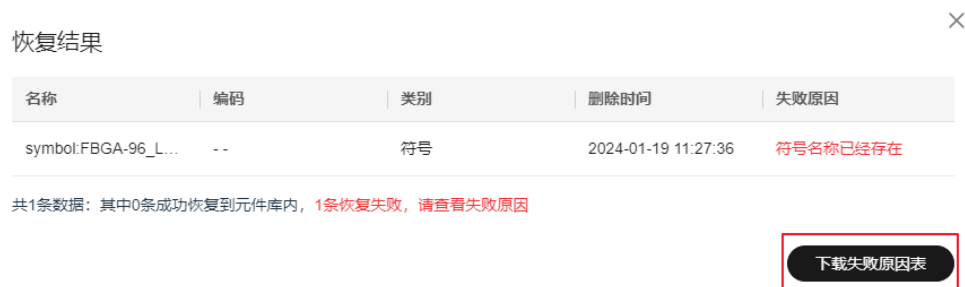 恢复结果
名称 编码 类别 删除时间 失败原因
symbol:FBGA-96_L... -- 符号 2024-01-19 11:27:36 符号名称已经存在
共1条数据：其中0条成功恢复到元件库内，1条恢复失败，请查看失败原因
下载失败原因表